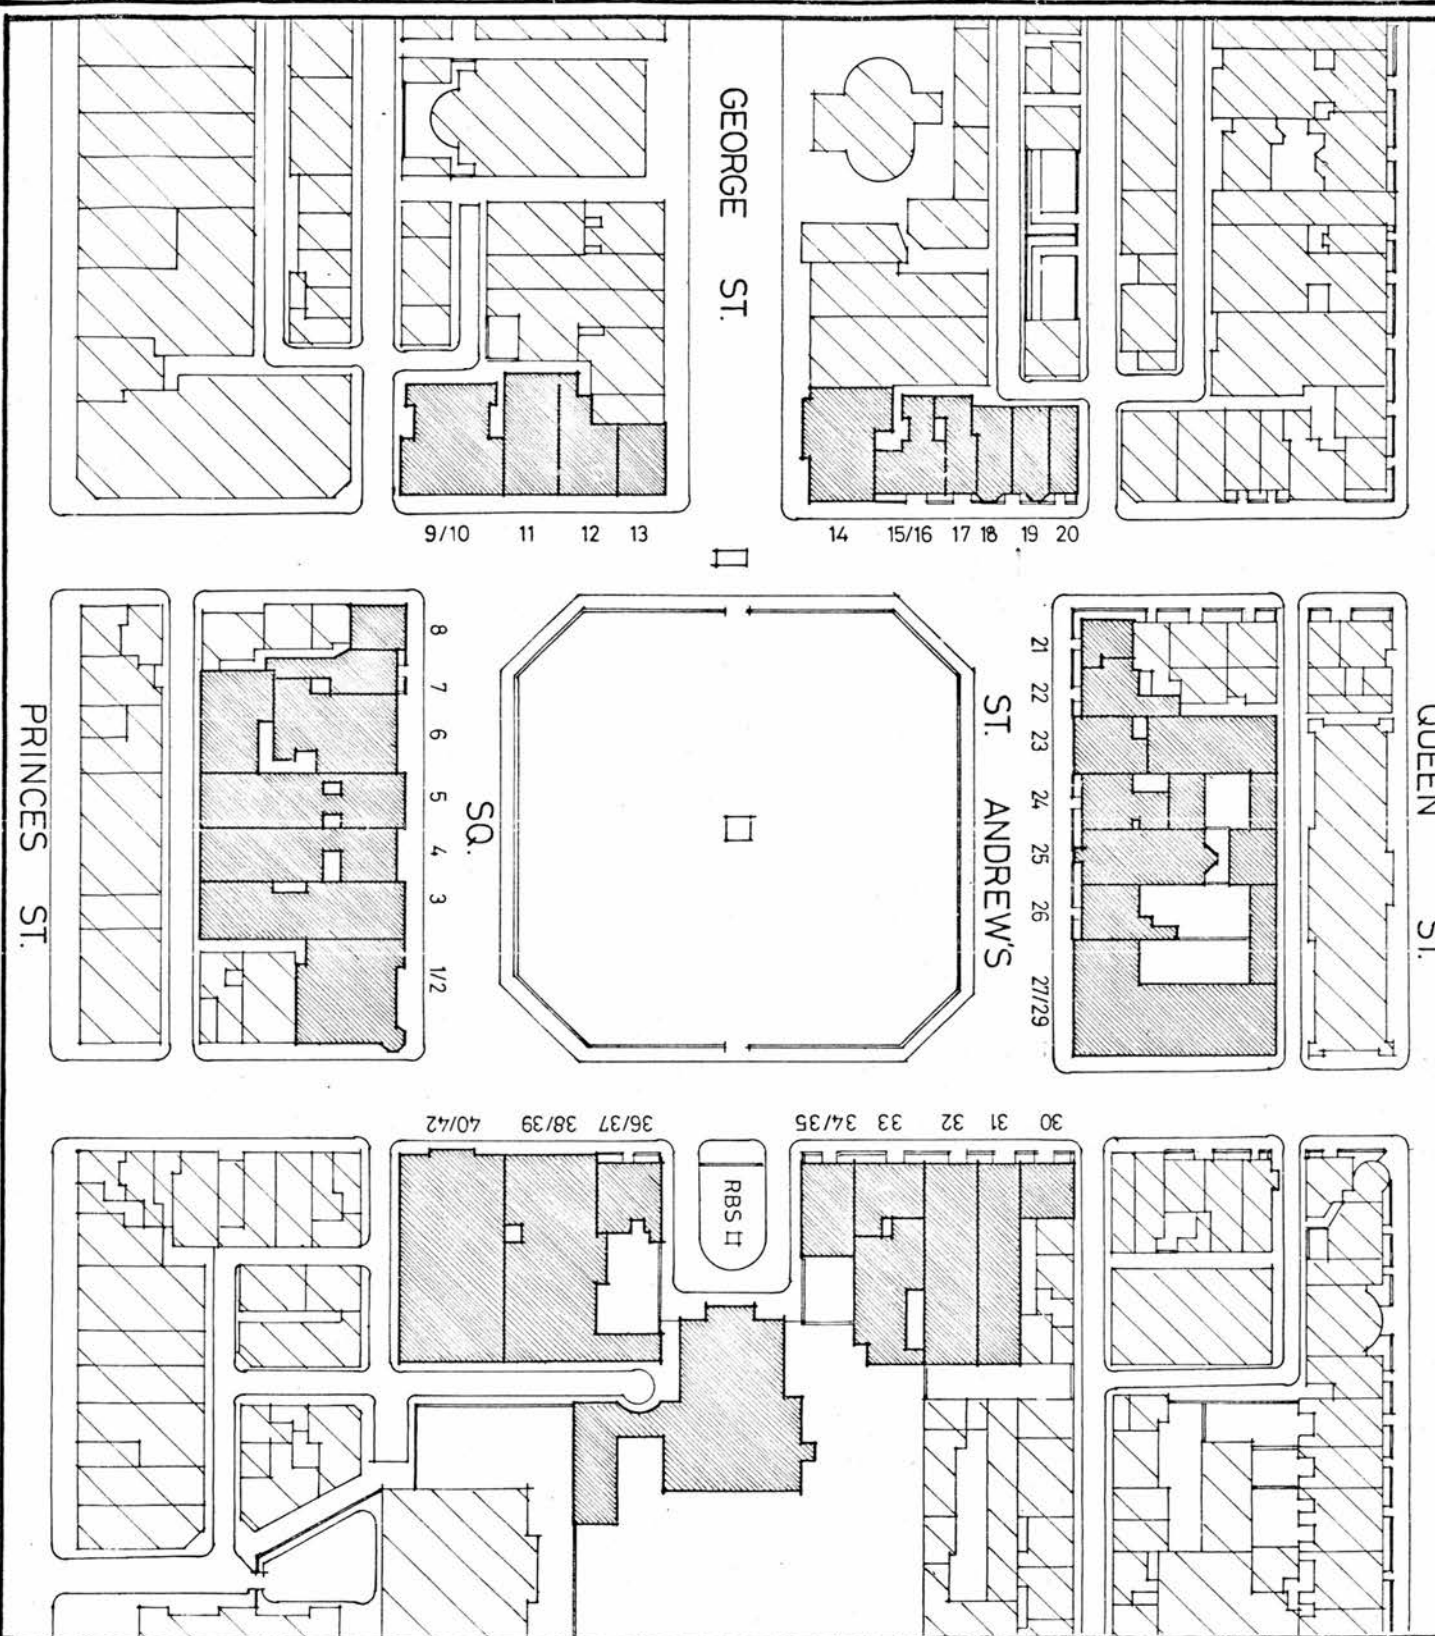 GEORGE ST.
9/10 11 12 13
14 15/16 17 18 19 20
8
7
6
5
4
3
1/2
PRINCES ST.
SQ.
ST. ANDREW'S
21
22
23
24
25
26
27/29
QUEEN ST.
40/42 38/39 36/37
34/35 33 32 31 30
RBS